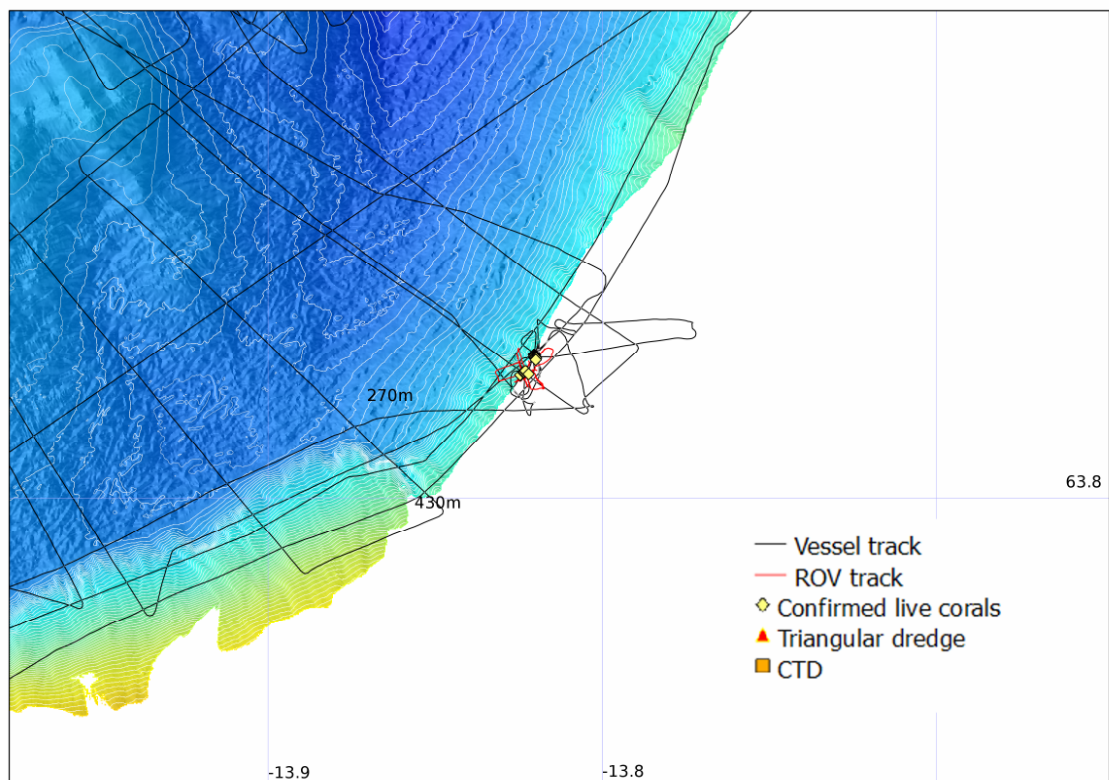 270m
63.8
430m
Vessel track
ROV track
Confirmed live corals
Triangular dredge
CTD
-13.9
-13.8